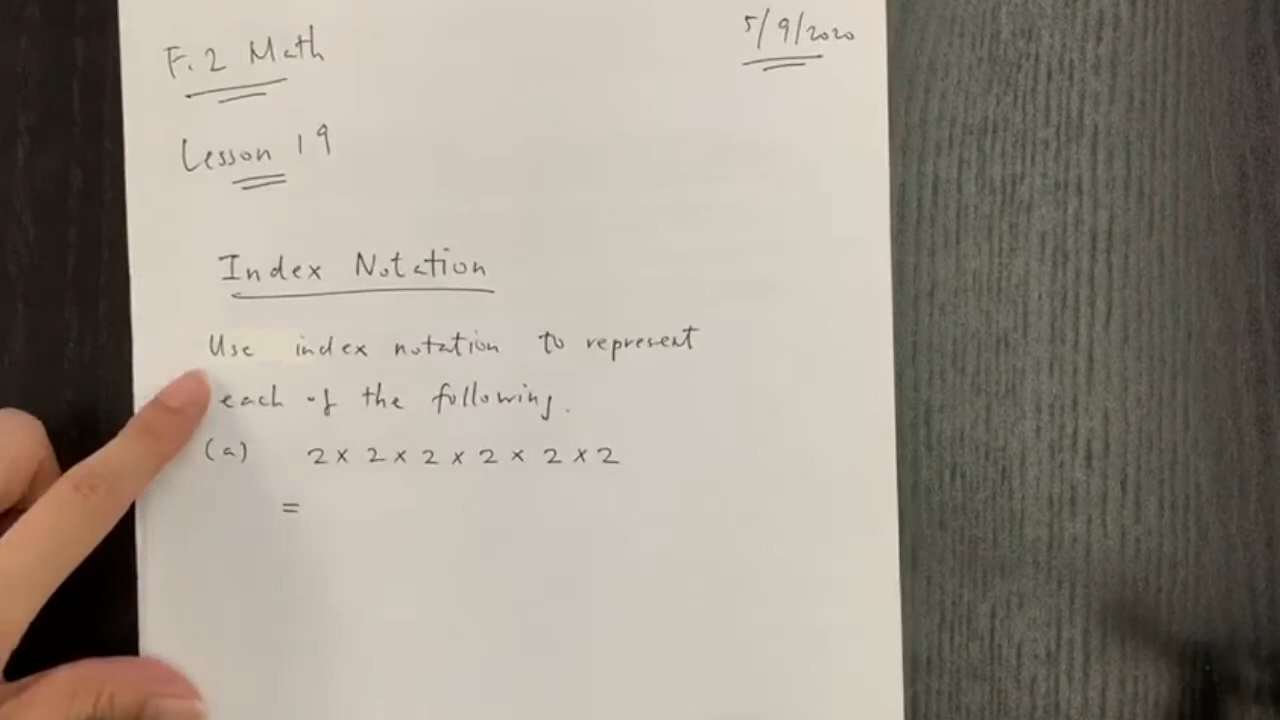 F.2 Math
5/9/2020
Lesson 19
Index Notation
Use index notation to represent
each of the following.
(a) 2 × 2 × 2 × 2 × 2 × 2
=